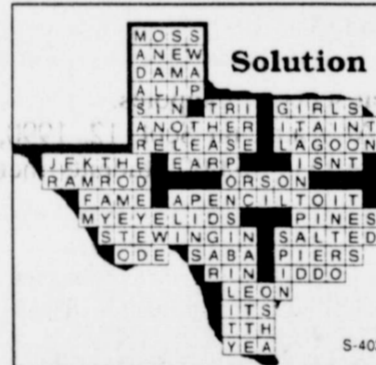 MOSS
ANEW
Solution
DAMA
ALIP
SIN TRI GIRLS
ANOTHER ITAINT
RELEASE LAGOON
JFKTHE EARP ISNT
RAMROD ORSON
FAME APENCILTOIT
MYEYELIDS PINES
STEWINGIN SALTED
ODE SABA PIERS
RIN IDDO
LEON
ITS
TTH
YEA